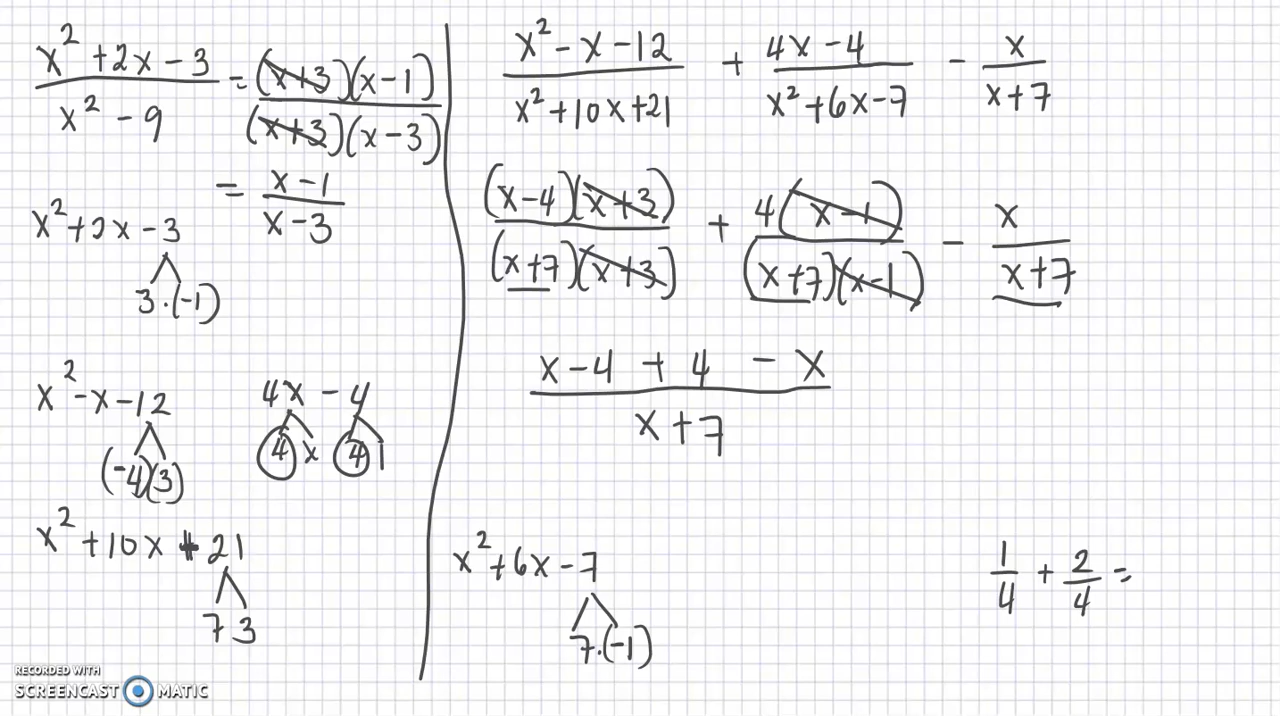 x² + 2x - 3 / x² - 9 = (x+3)(x-1) / (x+3)(x-3)
= x-1 / x-3
x² + 2x - 3
3 · (-1)
x² - x - 12
(-4)(3)
4x - 4
4 x 4 1
x² + 10x + 21
7 3
x² - x - 12 / x² + 10x + 21 + 4x - 4 / x² + 6x - 7 - x / x+7
(x-4)(x+3) / (x+7)(x+3) + 4(x-1) / (x+7)(x-1) - x / x+7
x - 4 + 4 - x / x + 7
x² + 6x - 7
7 · (-1)
1/4 + 2/4 =
RECORDED WITH
SCREENCAST MATIC